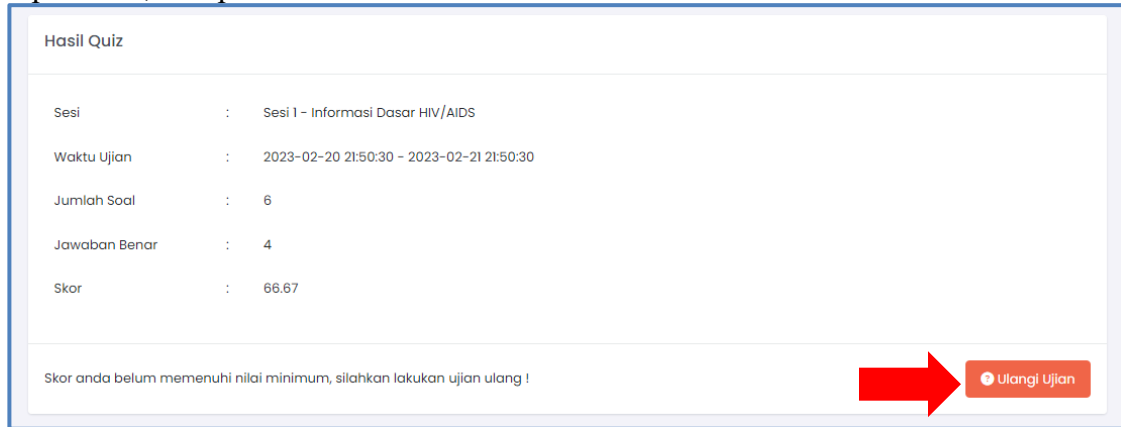 Hasil Quiz
Sesi : Sesi 1 - Informasi Dasar HIV/AIDS
Waktu Ujian : 2023-02-20 21:50:30 - 2023-02-21 21:50:30
Jumlah Soal : 6
Jawaban Benar : 4
Skor : 66.67
Skor anda belum memenuhi nilai minimum, silahkan lakukan ujian ulang !
Ulangi Ujian